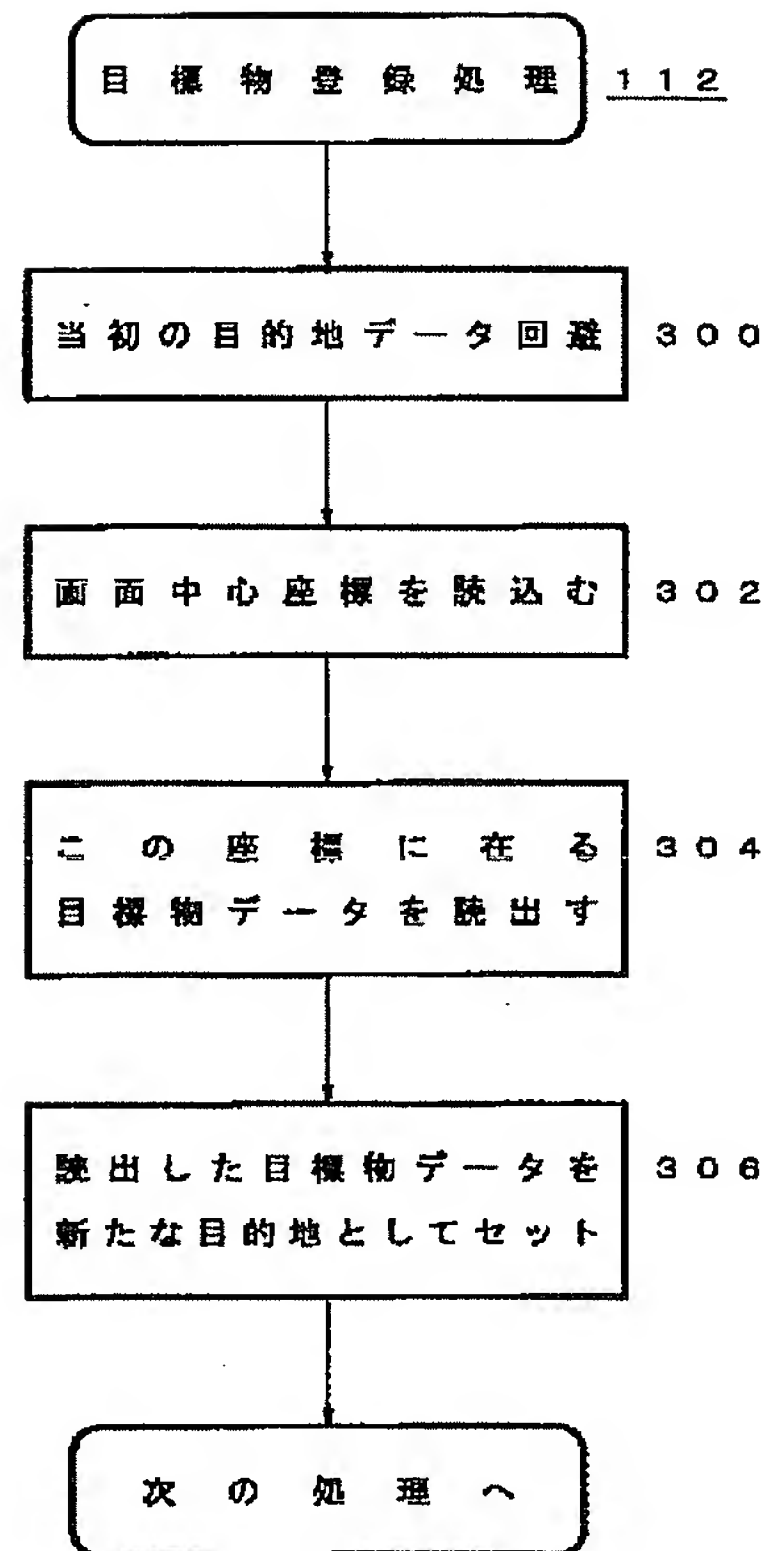 目標物登録処理 １１２
当初の目的地データ回避 ３００
画面中心座標を読込む ３０２
この座標に在る ３０４
目標物データを読出す
読出した目標物データを ３０６
新たな目的地としてセット
次の処理へ